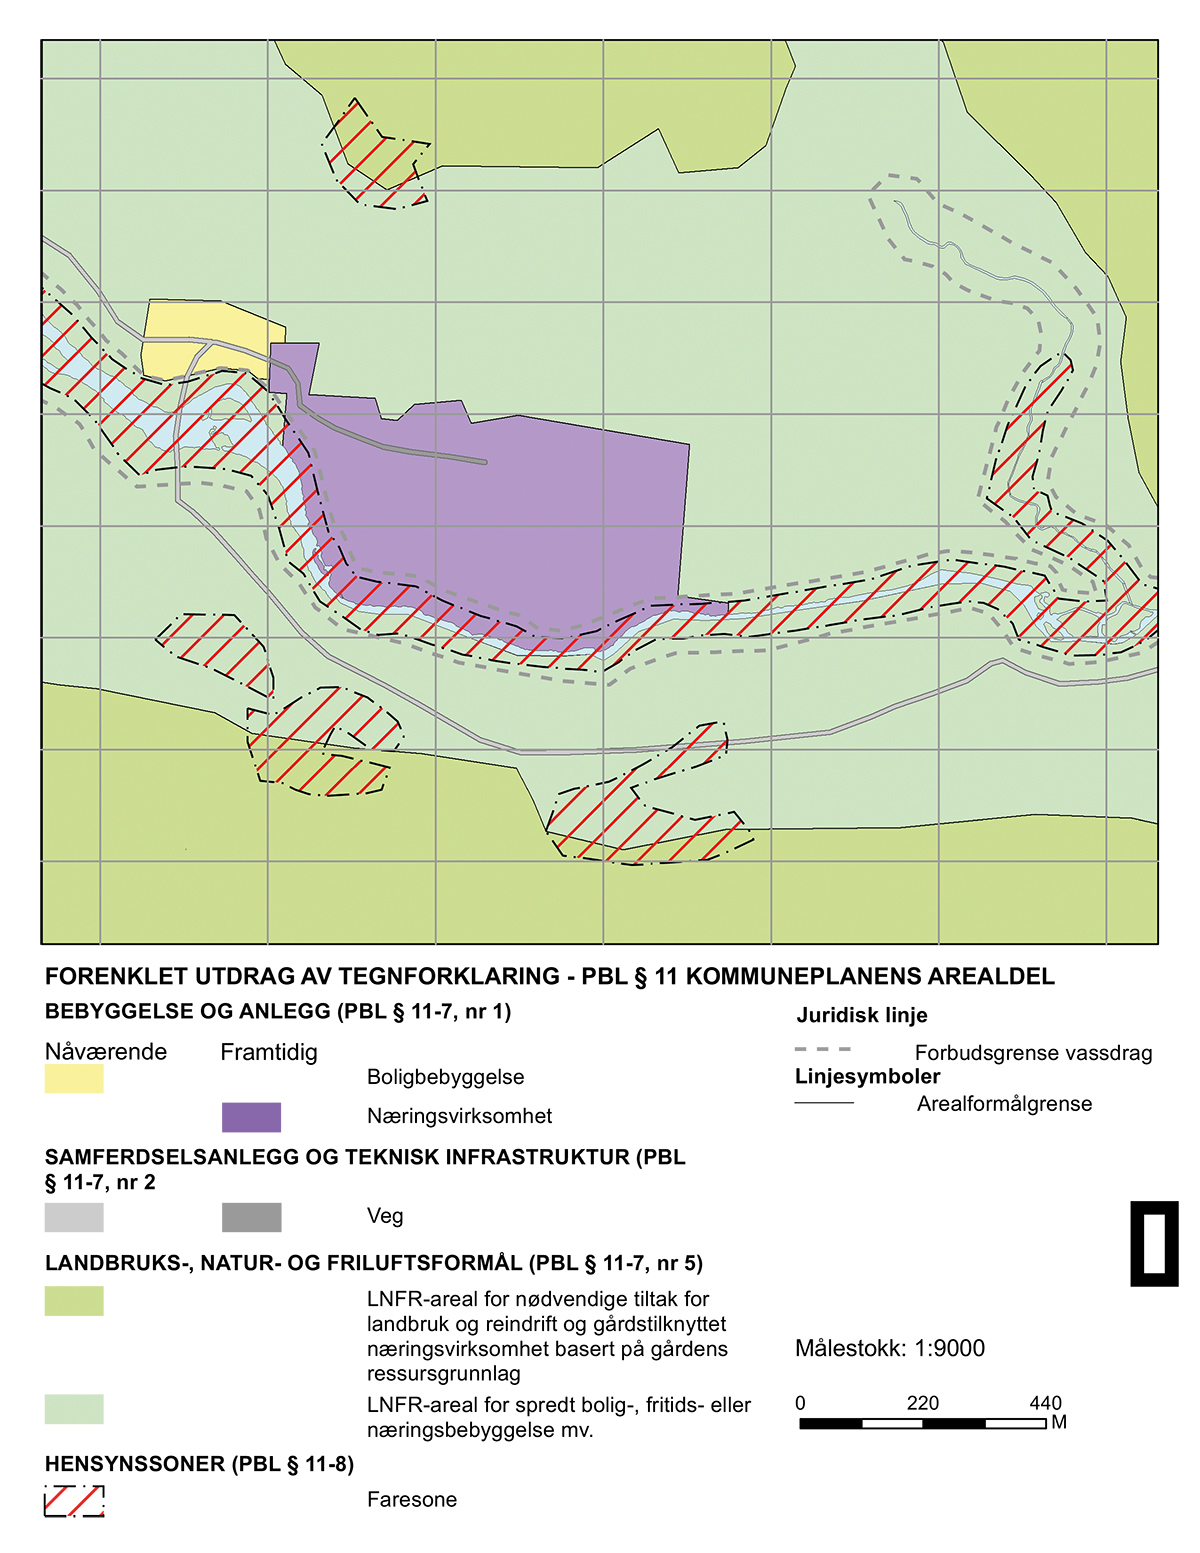 FORENKLET UTDRAG AV TEGNFORKLARING - PBL § 11 KOMMUNEPLANENS AREALDEL
BEBYGGELSE OG ANLEGG (PBL § 11-7, nr 1)
Nåværende Framtidig
Boligbebyggelse
Næringsvirksomhet
SAMFERDSELSANLEGG OG TEKNISK INFRASTRUKTUR (PBL
§ 11-7, nr 2
Veg
LANDBRUKS-, NATUR- OG FRILUFTSFORMÅL (PBL § 11-7, nr 5)
LNFR-areal for nødvendige tiltak for
landbruk og reindrift og gårdstilknyttet
næringsvirksomhet basert på gårdens
ressursgrunnlag
LNFR-areal for spredt bolig-, fritids- eller
næringsbebyggelse mv.
HENSYNSSONER (PBL § 11-8)
Faresone
Juridisk linje
Forbudsgrense vassdrag
Linjesymboler
Arealformålgrense
Målestokk: 1:9000
0 220 440
M